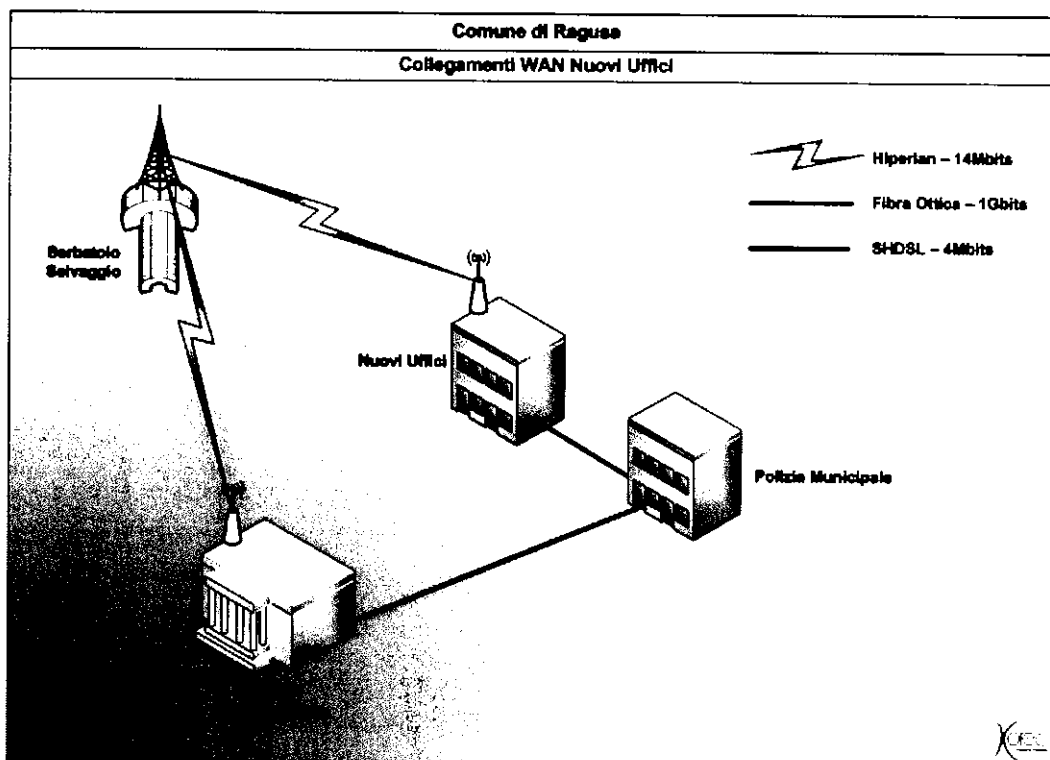 Comune di Ragusa
Collegamenti WAN Nuovi Uffici
Hiperlan – 14Mbits
Fibra Ottica – 1Gbits
SHDSL – 4Mbits
Serbatoio
Selvaggio
Nuovi Uffici
Polizia Municipale